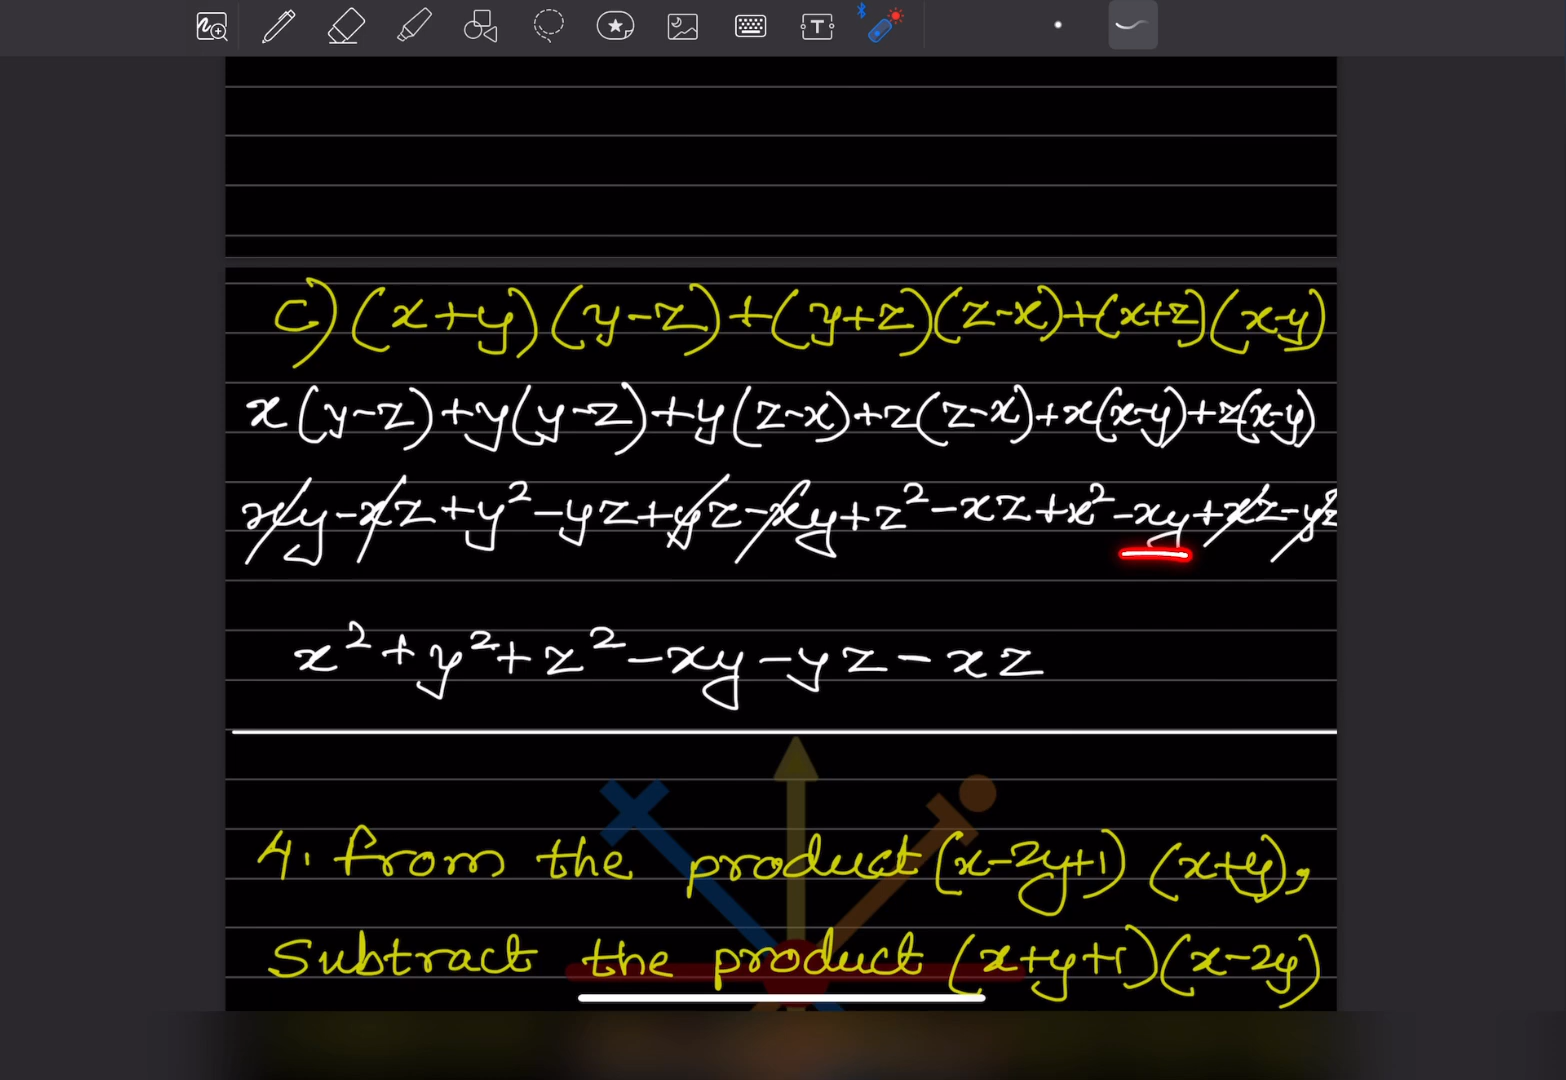 c) (x+y)(y-z)+(y+z)(z-x)+(x+z)(x-y)
x(y-z)+y(y-z)+y(z-x)+z(z-x)+x(x-y)+z(x-y)
xy-xz+y²-yz+yz-xy+z²-xz+x²-xy+xz-yz
x²+y²+z²-xy-yz-xz
4. from the product (x-2y+1) (x+y),
Subtract the product (x+y+1)(x-2y)